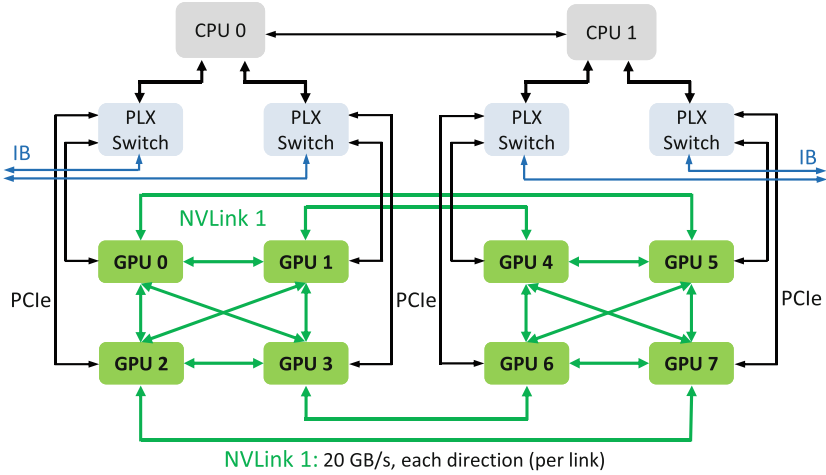 CPU 0
CPU 1
PLX
Switch
PLX
Switch
PLX
Switch
PLX
Switch
IB
IB
NVLink 1
GPU 0
GPU 1
GPU 4
GPU 5
PCIe
PCIe
PCIe
GPU 2
GPU 3
GPU 6
GPU 7
NVLink 1: 20 GB/s, each direction (per link)